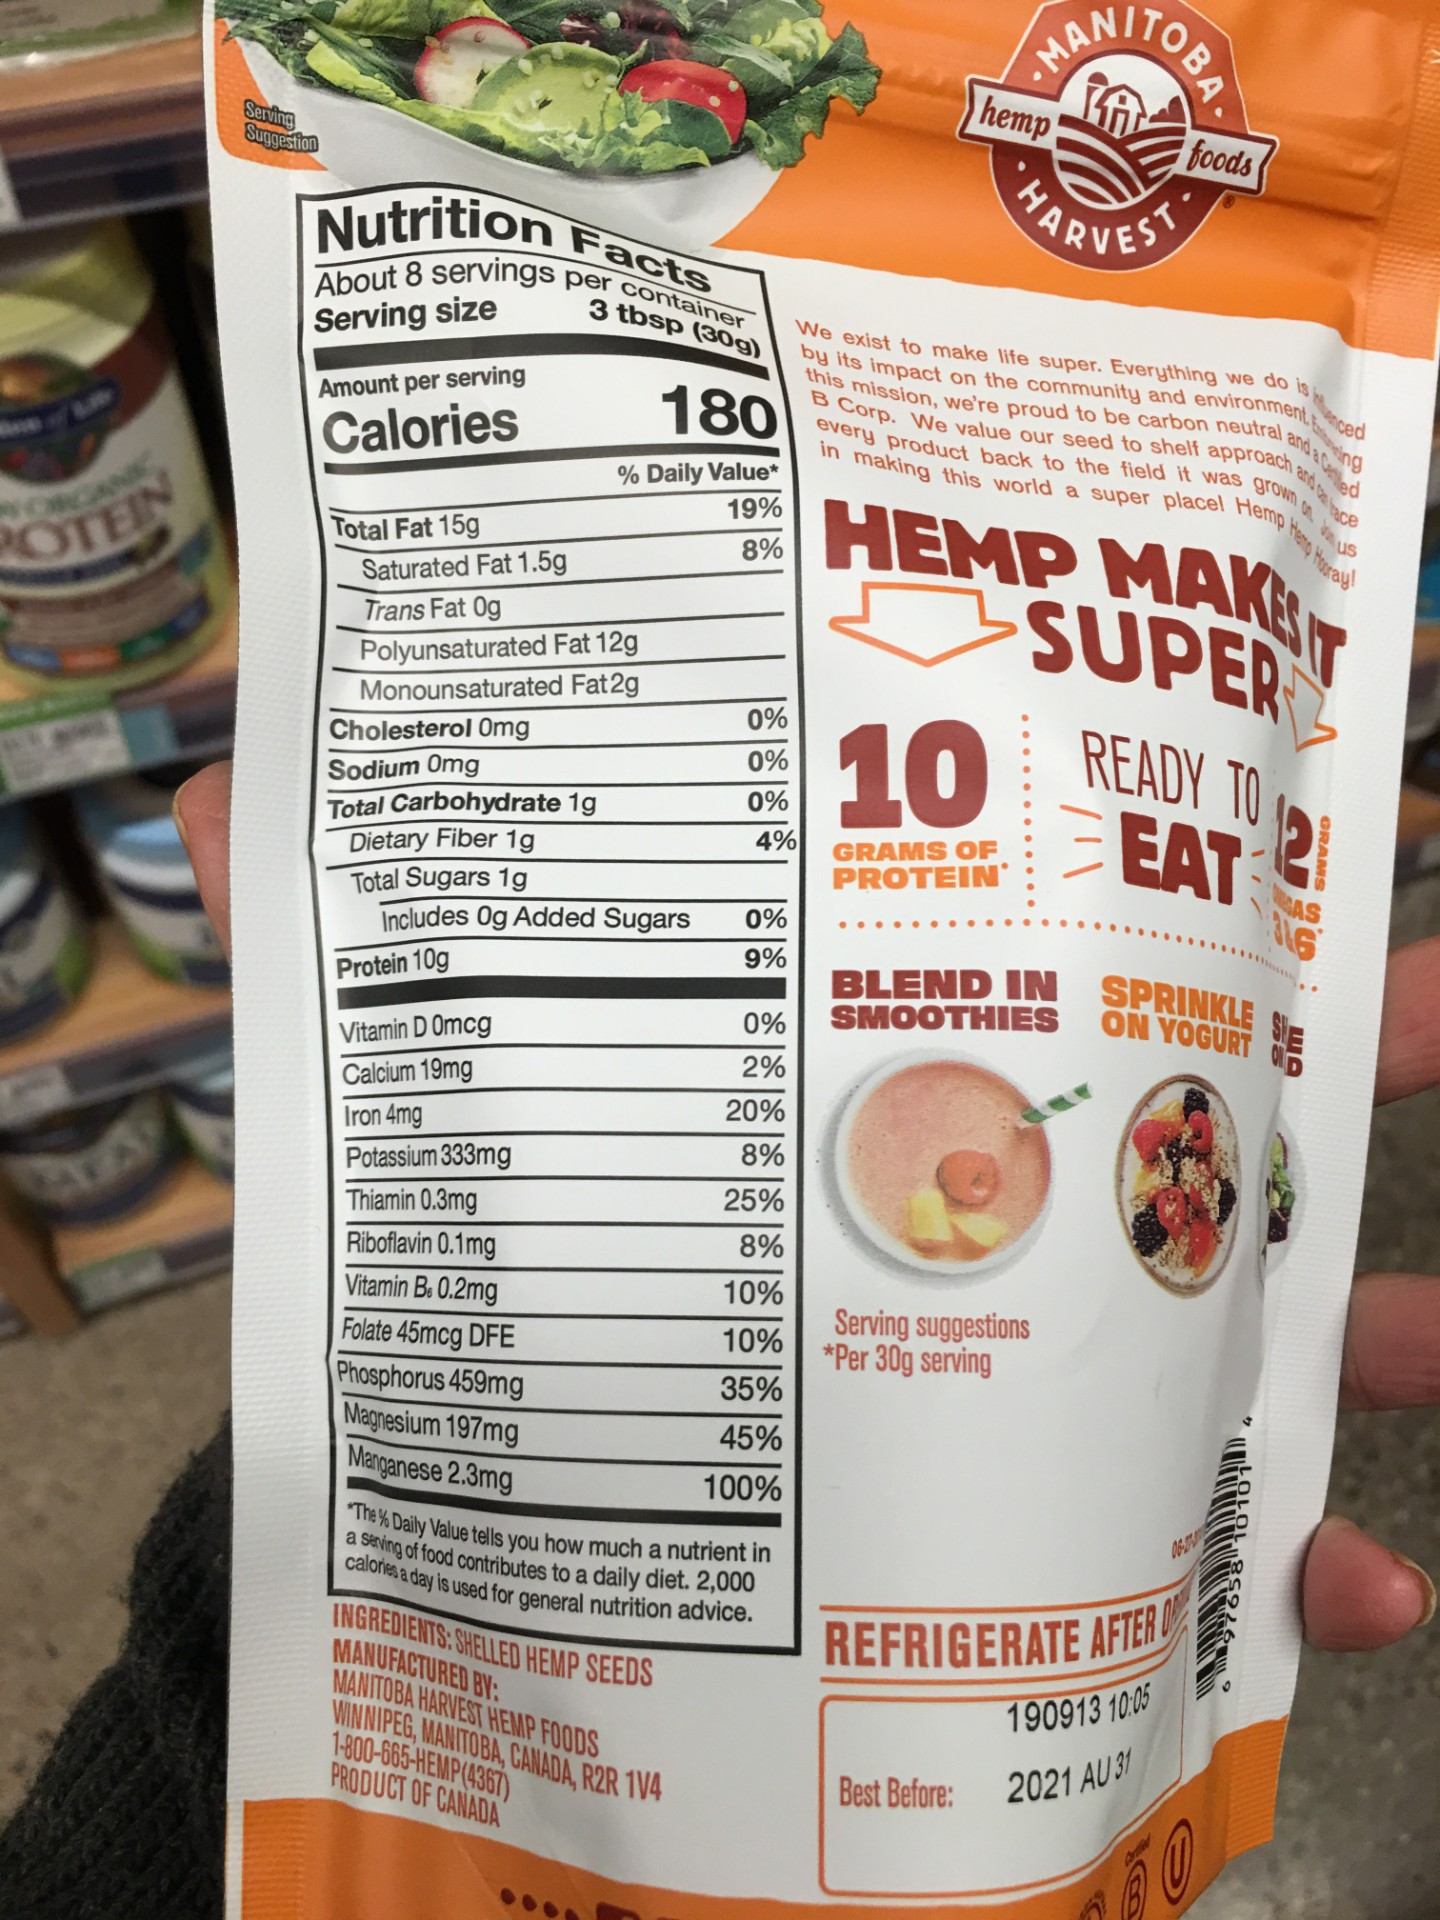 Serving
Suggestion
MANITOBA
hemp foods
HARVEST
®
Nutrition Facts
About 8 servings per container
Serving size 3 tbsp (30g)
Amount per serving
Calories 180
% Daily Value*
Total Fat 15g 19%
Saturated Fat 1.5g 8%
Trans Fat 0g
Polyunsaturated Fat 12g
Monounsaturated Fat 2g
Cholesterol 0mg 0%
Sodium 0mg 0%
Total Carbohydrate 1g 0%
Dietary Fiber 1g 4%
Total Sugars 1g
Includes 0g Added Sugars 0%
Protein 10g 9%
Vitamin D 0mcg 0%
Calcium 19mg 2%
Iron 4mg 20%
Potassium 333mg 8%
Thiamin 0.3mg 25%
Riboflavin 0.1mg 8%
Vitamin B₆ 0.2mg 10%
Folate 45mcg DFE 10%
Phosphorus 459mg 35%
Magnesium 197mg 45%
Manganese 2.3mg 100%
*The % Daily Value tells you how much a nutrient in
a serving of food contributes to a daily diet. 2,000
calories a day is used for general nutrition advice.
INGREDIENTS: SHELLED HEMP SEEDS
MANUFACTURED BY:
MANITOBA HARVEST HEMP FOODS
WINNIPEG, MANITOBA, CANADA, R2R 1V4
1-800-665-HEMP(4367)
PRODUCT OF CANADA
We exist to make life super. Everything we do is influenced
by its impact on the community and environment.
this mission, we're proud to be carbon neutral and a Certified
B Corp. We value our seed to shelf approach and can trace
every product back to the field it was grown on. Join us
in making this world a super place! Hemp Hemp Hooray!
HEMP MAKES IT
SUPER
10
GRAMS OF
PROTEIN*
READY TO
EAT
12
GRAMS
OMEGAS
3&6*
BLEND IN
SMOOTHIES
SPRINKLE
ON YOGURT
Serving suggestions
*Per 30g serving
REFRIGERATE AFTER
190913 10:05
Best Before: 2021 AU 31
6 97658 10101 4
Certified
B
U
ORGANIC
PROTEIN